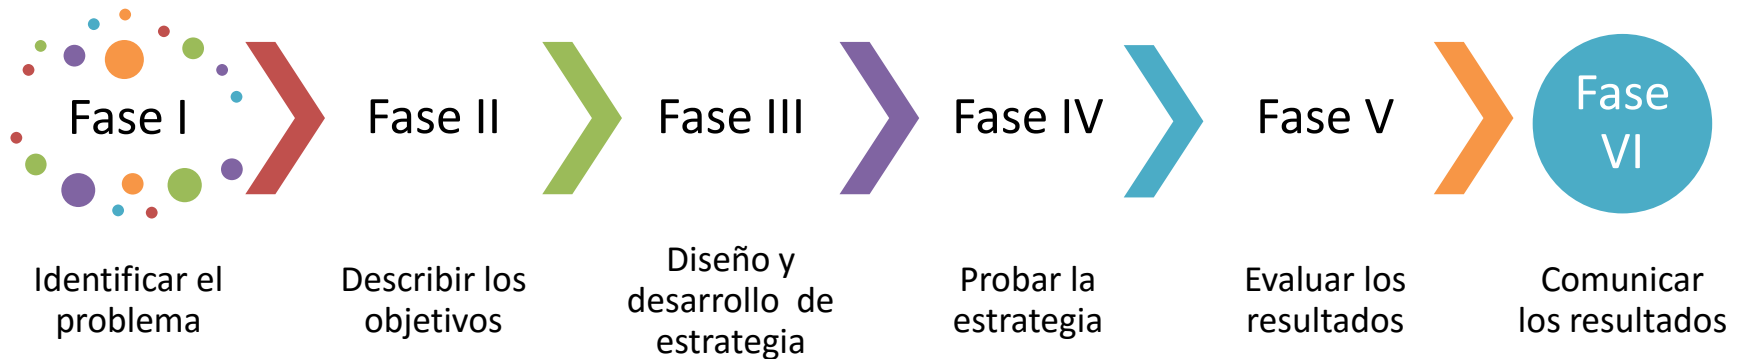 Fase I
Fase II
Fase III
Fase IV
Fase V
Fase
VI
Identificar el
problema
Describir los
objetivos
Diseño y
desarrollo de
estrategia
Probar la
estrategia
Evaluar los
resultados
Comunicar
los resultados